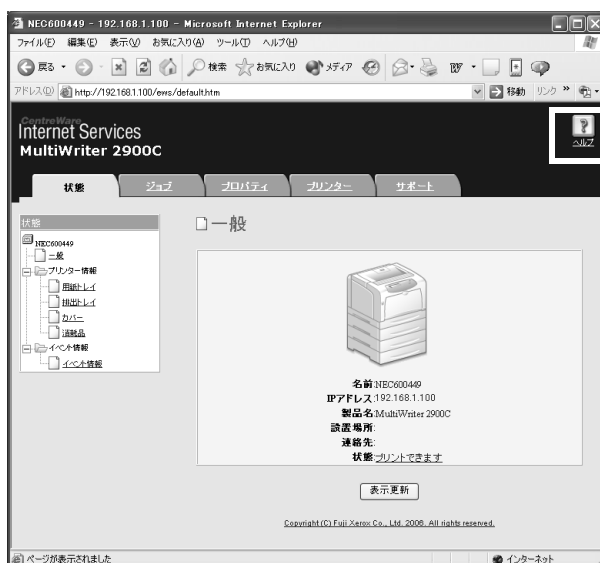 NEC600449 - 192.168.1.100 - Microsoft Internet Explorer
ファイル(F) 編集(E) 表示(V) お気に入り(A) ツール(T) ヘルプ(H)
戻る 検索 お気に入り メディア
アドレス(D) http://192.168.1.100/ews/default.htm 移動 リンク »
CentreWare
Internet Services
MultiWriter 2900C
ヘルプ
状態 ジョブ プロパティ プリンター サポート
状態
NEC600449
一般
プリンター情報
用紙トレイ
排出トレイ
カバー
消耗品
イベント情報
イベント情報
一般
名前:NEC600449
IPアドレス:192.168.1.100
製品名:MultiWriter 2900C
設置場所:
連絡先:
状態:プリントできます
表示更新
Copyright (C) Fuji Xerox Co., Ltd. 2006. All rights reserved.
ページが表示されました インターネット